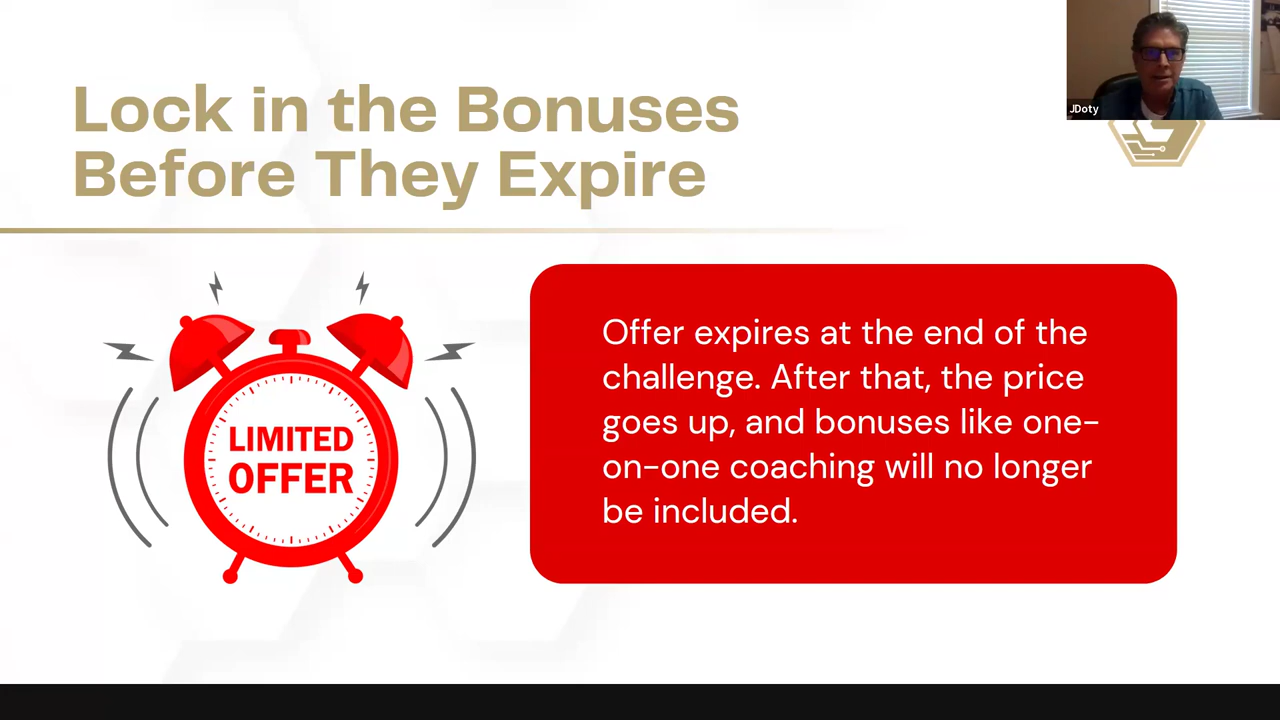 Lock in the Bonuses
Before They Expire
JDoty
LIMITED
OFFER
Offer expires at the end of the
challenge. After that, the price
goes up, and bonuses like one-
on-one coaching will no longer
be included.